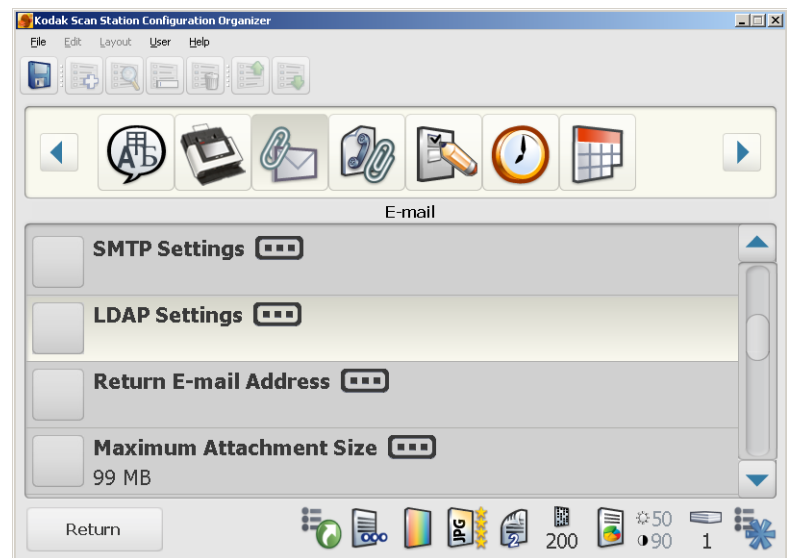 Kodak Scan Station Configuration Organizer
File Edit Layout User Help
АÞБ
E-mail
SMTP Settings
LDAP Settings
Return E-mail Address
Maximum Attachment Size
99 MB
Return
JPG
2
200
50
90
1